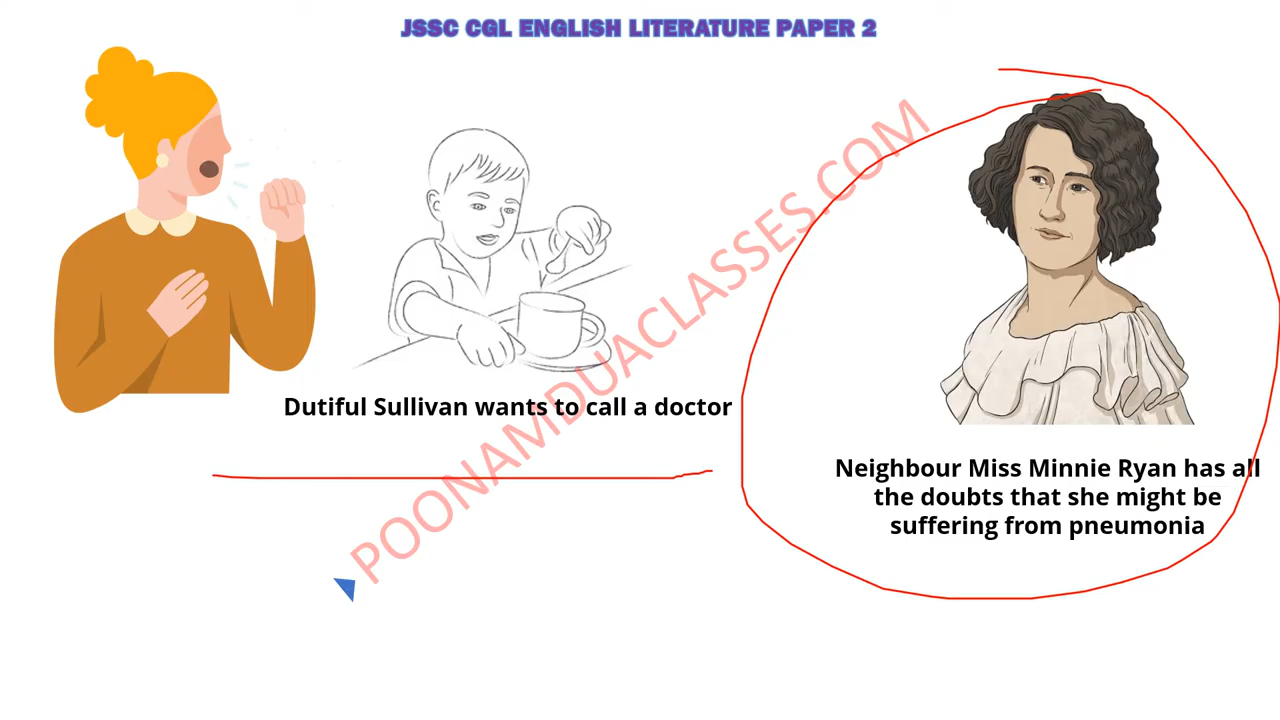 JSSC CGL ENGLISH LITERATURE PAPER 2
POONAMDUACLASSES.COM
Dutiful Sullivan wants to call a doctor
Neighbour Miss Minnie Ryan has all
the doubts that she might be
suffering from pneumonia